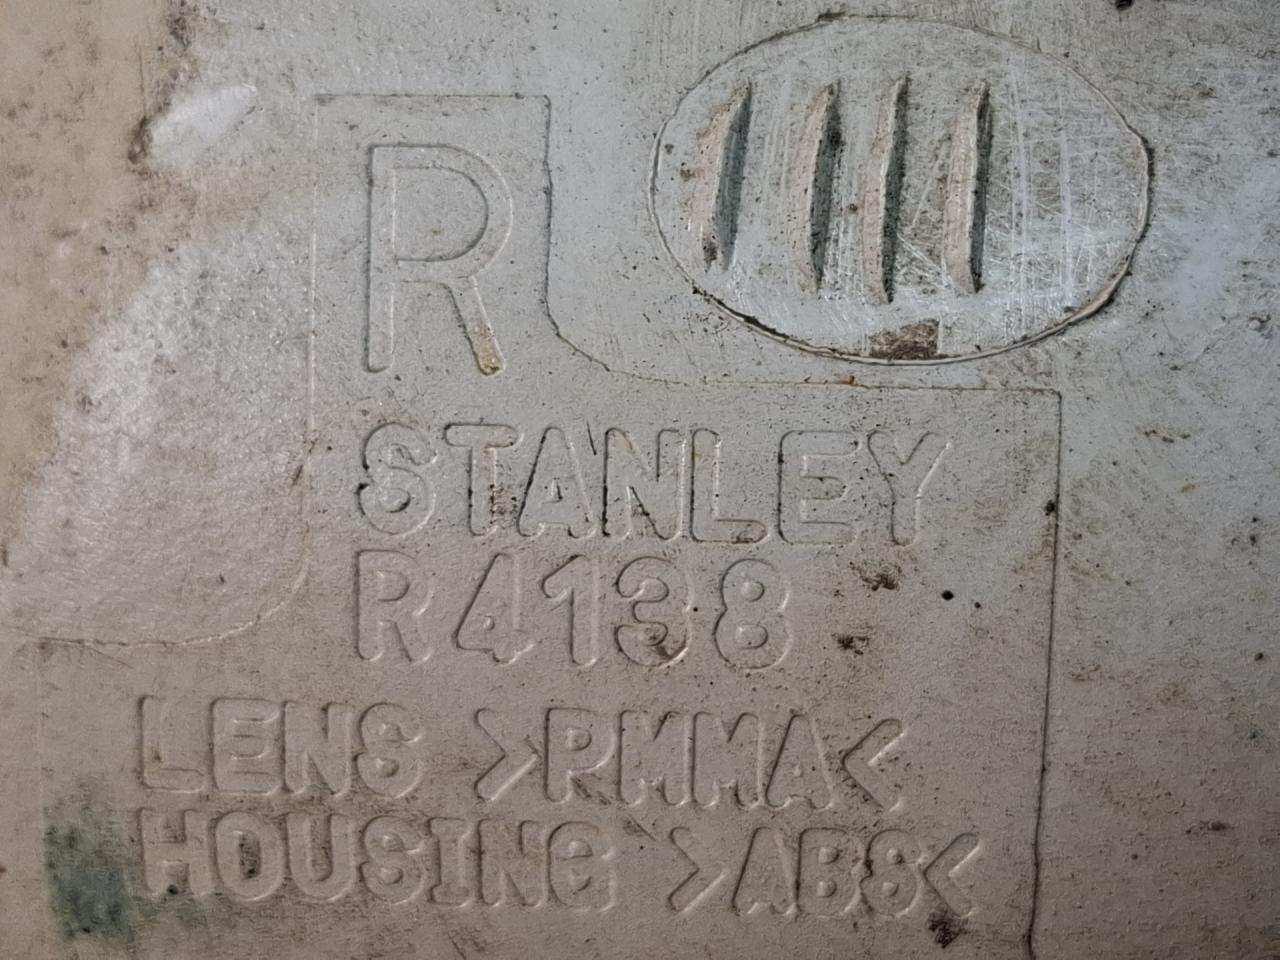 R
STANLEY
R4138
LENS >PMMA<
HOUSING >ABS<